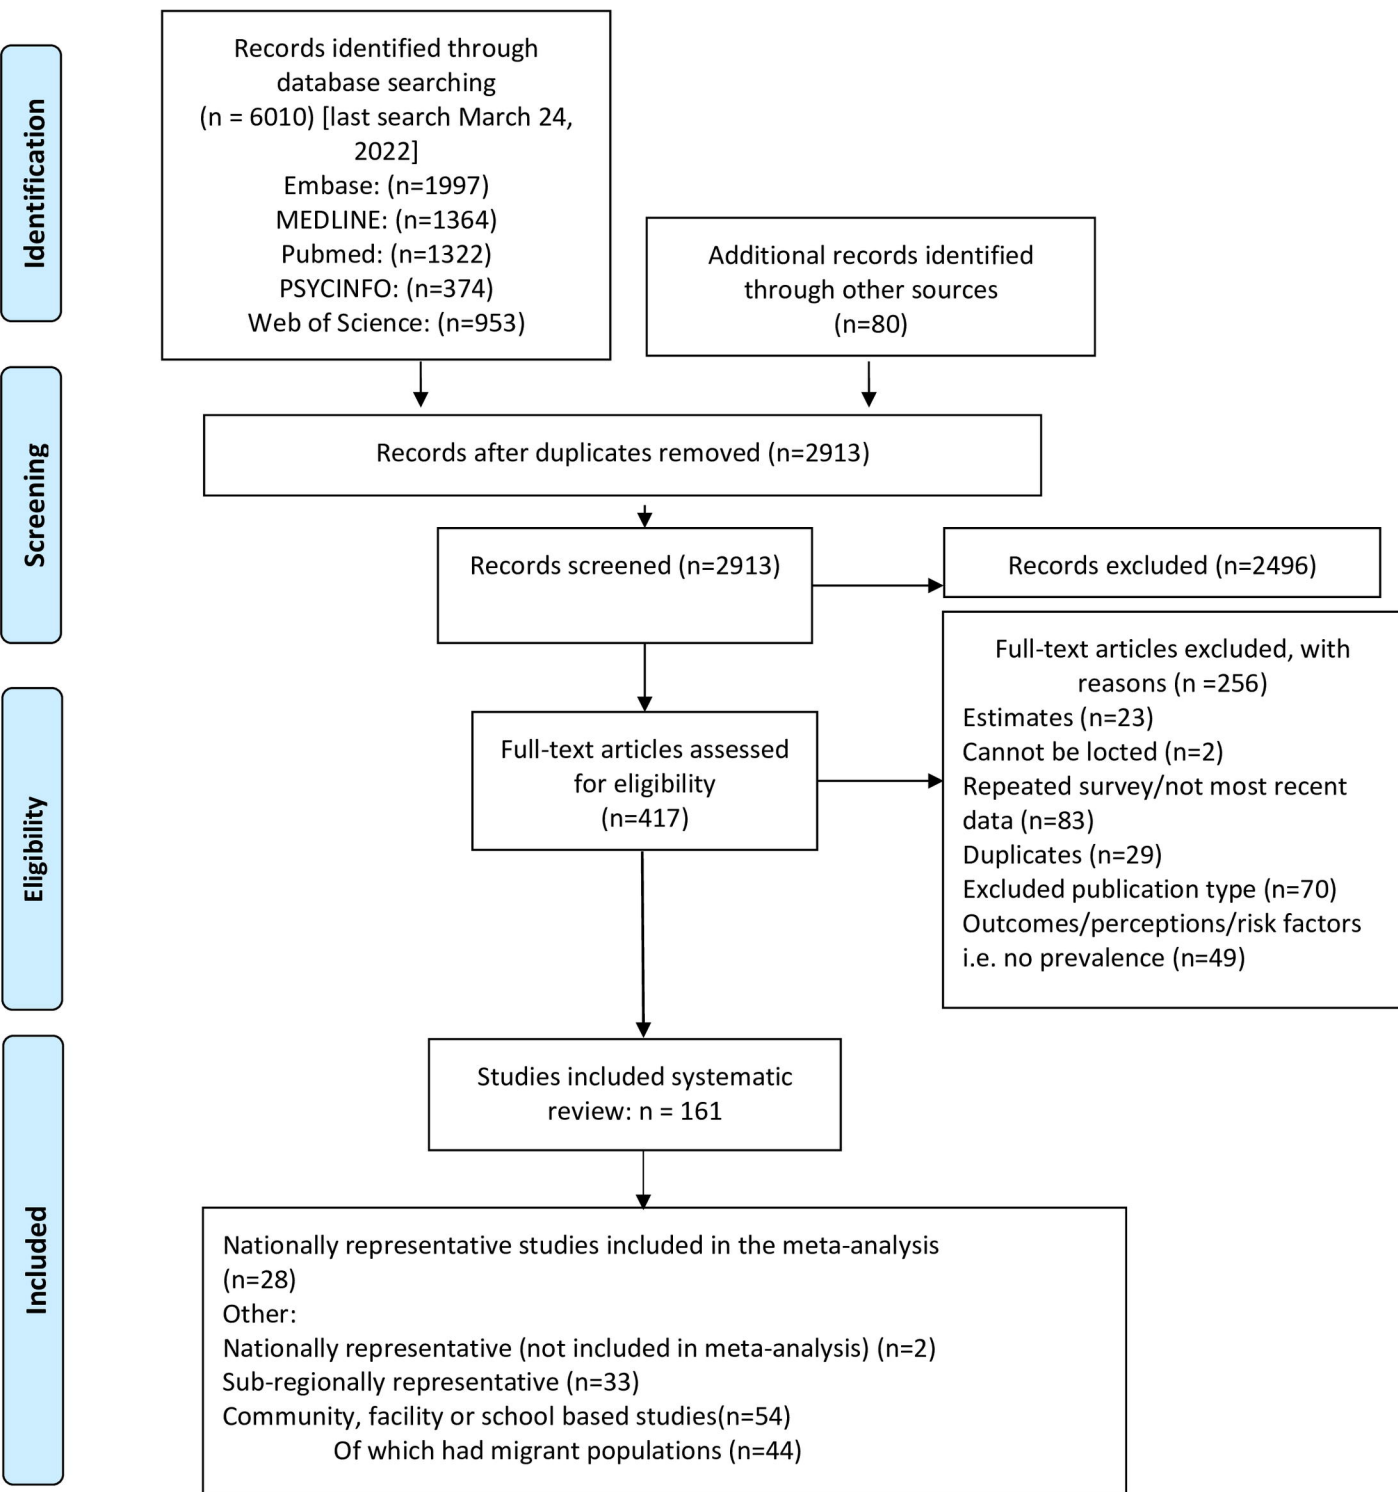 Identification
Records identified through
database searching
(n = 6010) [last search March 24,
2022]
Embase: (n=1997)
MEDLINE: (n=1364)
Pubmed: (n=1322)
PSYCINFO: (n=374)
Web of Science: (n=953)
Additional records identified
through other sources
(n=80)
Screening
Records after duplicates removed (n=2913)
Records screened (n=2913)
Records excluded (n=2496)
Eligibility
Full-text articles assessed
for eligibility
(n=417)
Full-text articles excluded, with
reasons (n =256)
Estimates (n=23)
Cannot be locted (n=2)
Repeated survey/not most recent
data (n=83)
Duplicates (n=29)
Excluded publication type (n=70)
Outcomes/perceptions/risk factors
i.e. no prevalence (n=49)
Included
Studies included systematic
review: n = 161
Nationally representative studies included in the meta-analysis
(n=28)
Other:
Nationally representative (not included in meta-analysis) (n=2)
Sub-regionally representative (n=33)
Community, facility or school based studies(n=54)
Of which had migrant populations (n=44)